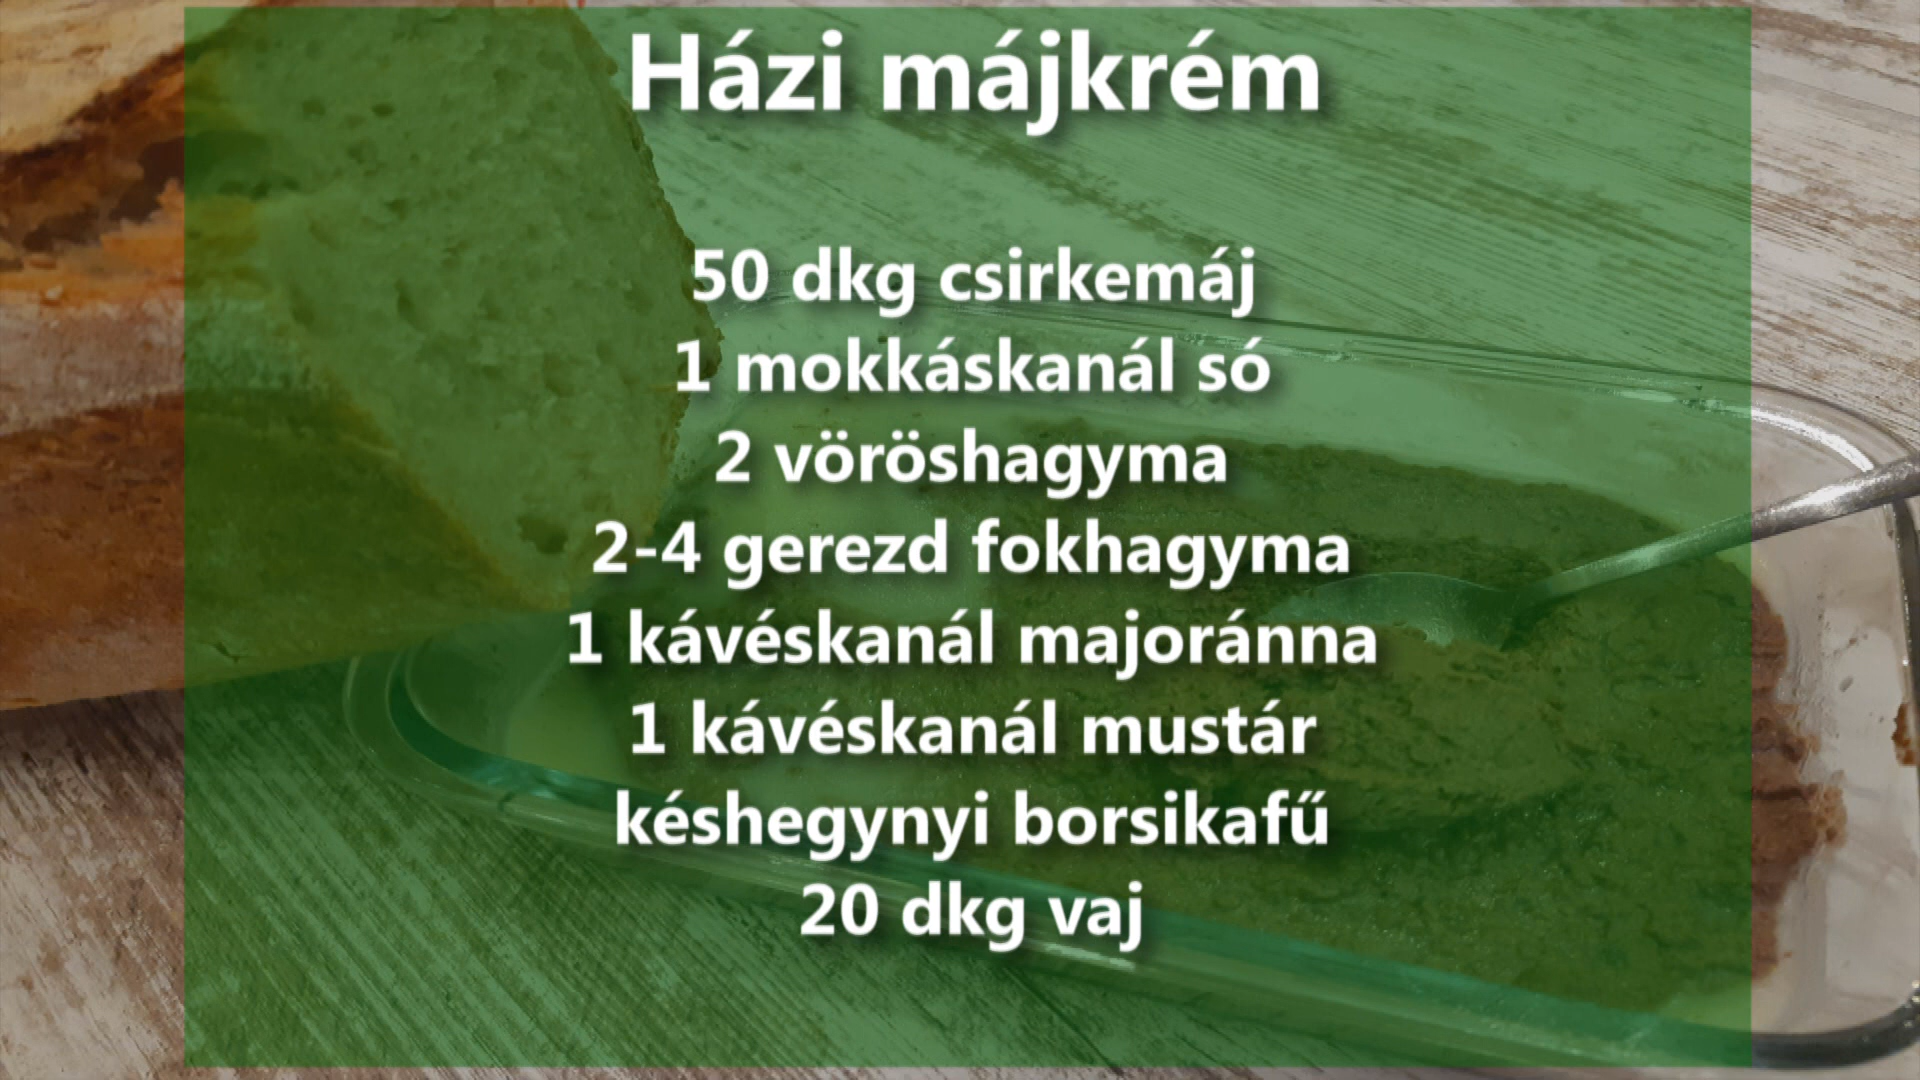 Házi májkrém
50 dkg csirkemáj
1 mokkáskanál só
2 vöröshagyma
2-4 gerezd fokhagyma
1 kávéskanál majoránna
1 kávéskanál mustár
késhegynyi borsikafű
20 dkg vaj